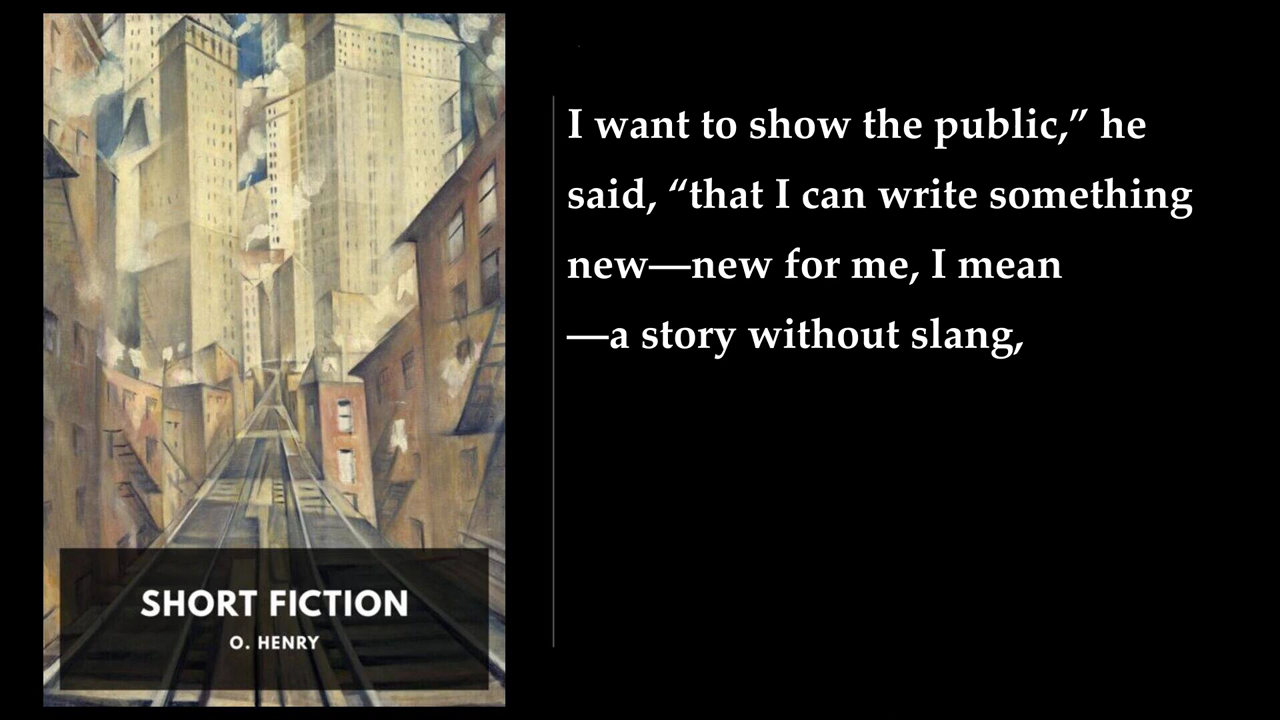 I want to show the public,” he
said, “that I can write something
new—new for me, I mean
—a story without slang,
SHORT FICTION
O. HENRY